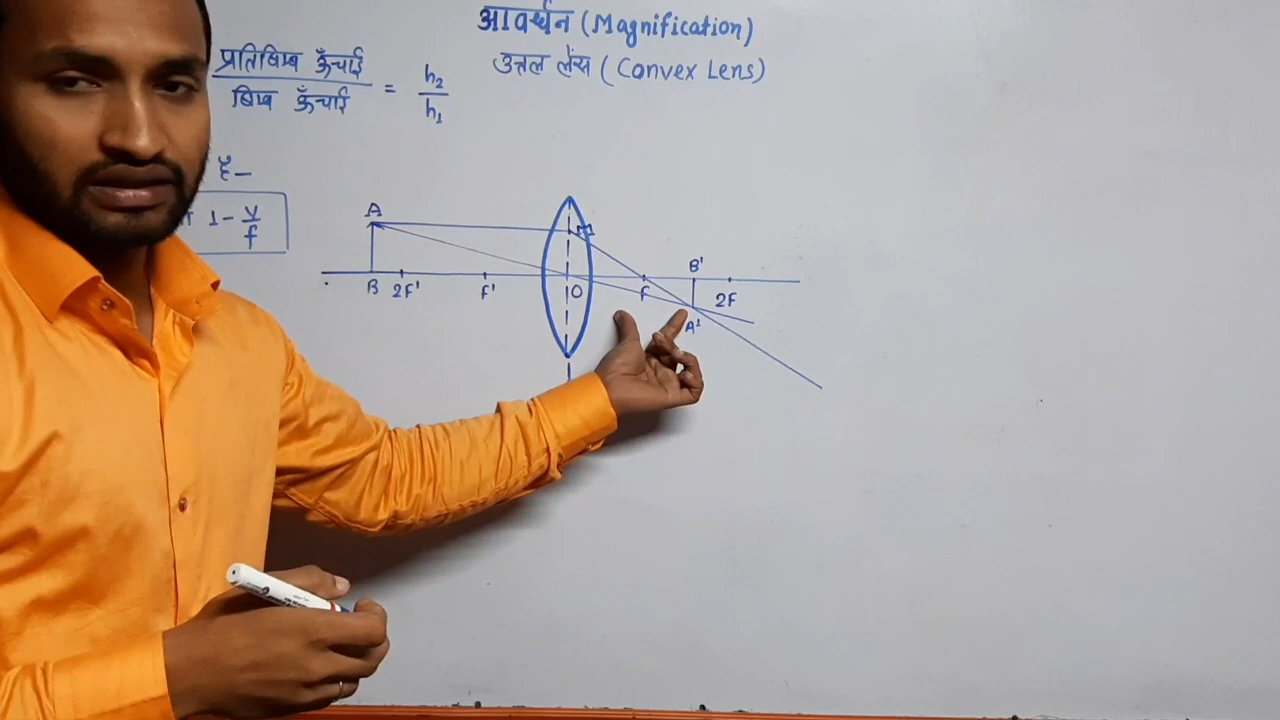 आवर्धन (Magnification)
उत्तल लेंस (Convex Lens)
प्रतिबिम्ब ऊँचाई
बिम्ब ऊँचाई
= h₂
h₁
है-
1 - v
f
A
M
B 2F' F' O F B' 2F
A'